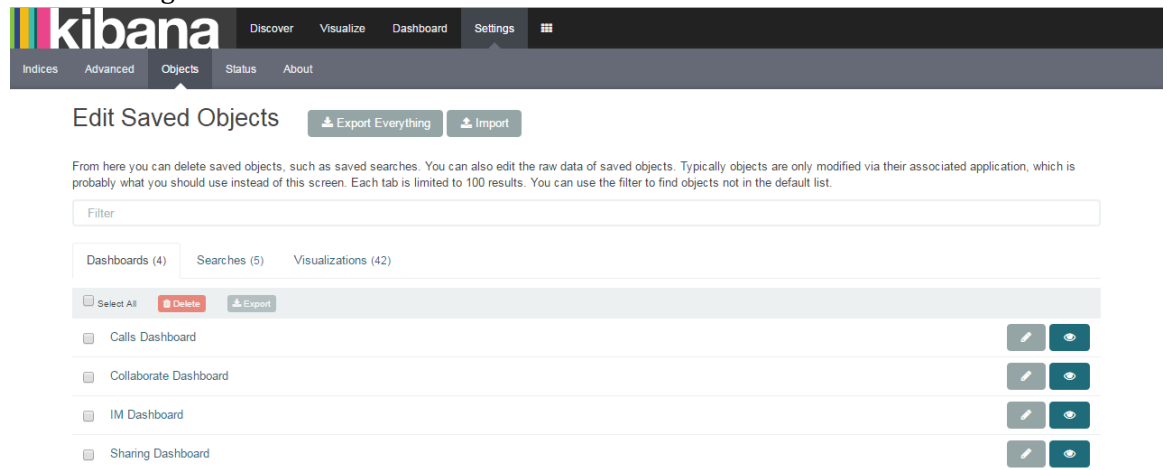 kibana Discover Visualize Dashboard Settings
Indices Advanced Objects Status About
Edit Saved Objects Export Everything Import
From here you can delete saved objects, such as saved searches. You can also edit the raw data of saved objects. Typically objects are only modified via their associated application, which is
probably what you should use instead of this screen. Each tab is limited to 100 results. You can use the filter to find objects not in the default list.
Filter
Dashboards (4) Searches (5) Visualizations (42)
Select All Delete Export
Calls Dashboard
Collaborate Dashboard
IM Dashboard
Sharing Dashboard